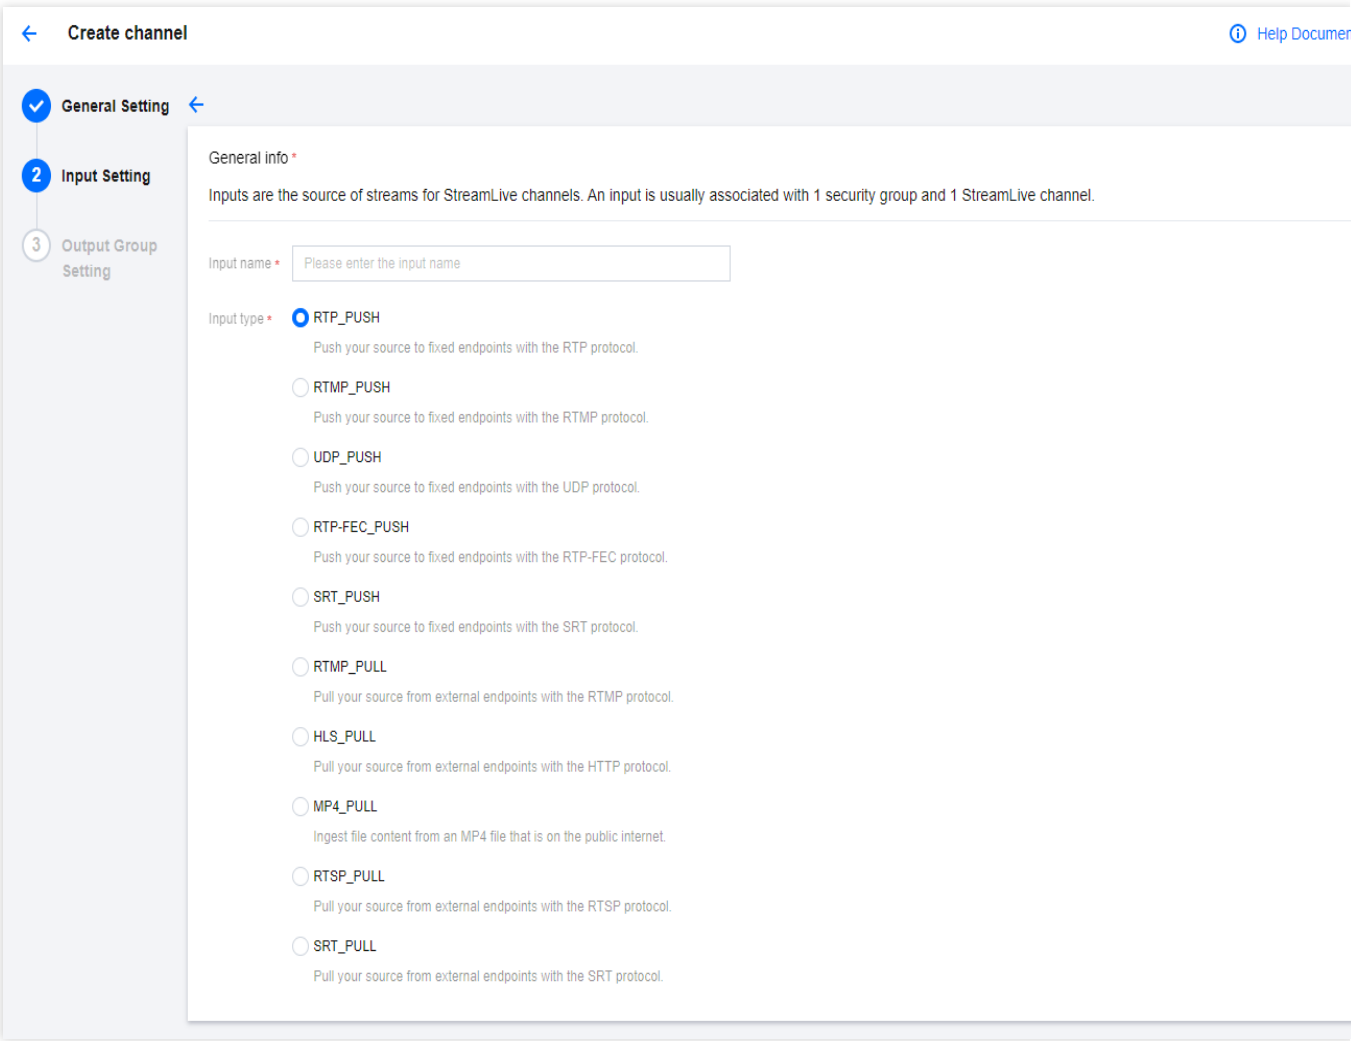 Create channel
Help Documen
General Setting
2
Input Setting
3
Output Group
Setting
General info *
Inputs are the source of streams for StreamLive channels. An input is usually associated with 1 security group and 1 StreamLive channel.
Input name *
Please enter the input name
Input type *
RTP_PUSH
Push your source to fixed endpoints with the RTP protocol.
RTMP_PUSH
Push your source to fixed endpoints with the RTMP protocol.
UDP_PUSH
Push your source to fixed endpoints with the UDP protocol.
RTP-FEC_PUSH
Push your source to fixed endpoints with the RTP-FEC protocol.
SRT_PUSH
Push your source to fixed endpoints with the SRT protocol.
RTMP_PULL
Pull your source from external endpoints with the RTMP protocol.
HLS_PULL
Pull your source from external endpoints with the HTTP protocol.
MP4_PULL
Ingest file content from an MP4 file that is on the public internet.
RTSP_PULL
Pull your source from external endpoints with the RTSP protocol.
SRT_PULL
Pull your source from external endpoints with the SRT protocol.